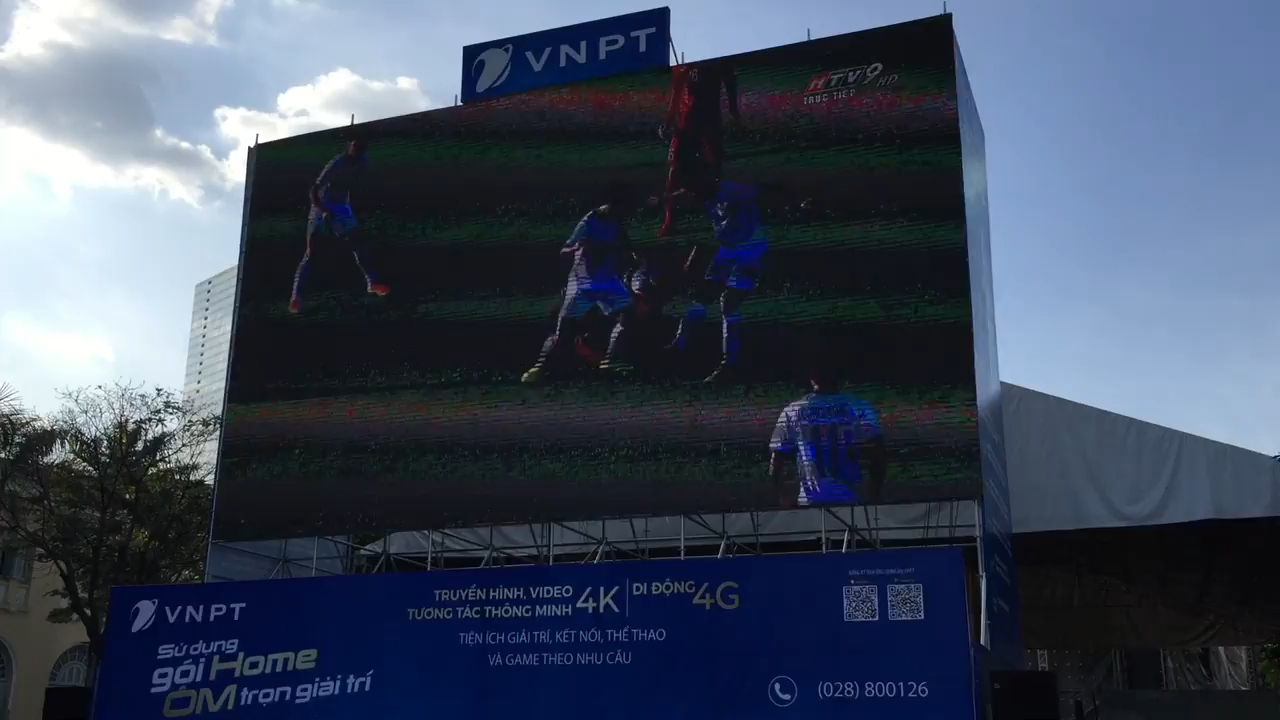 VNPT
HTV9 HD
TRỰC TIẾP
10
VNPT
Sử dụng
gói Home
ÔM trọn giải trí
TRUYỀN HÌNH, VIDEO
TƯƠNG TÁC THÔNG MINH 4K
DI ĐỘNG 4G
TIỆN ÍCH GIẢI TRÍ, KẾT NỐI, THỂ THAO
VÀ GAME THEO NHU CẦU
(028) 800126